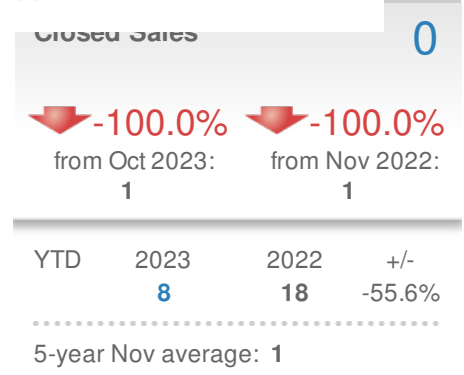 Closed Sales 0
-100.0% -100.0%
from Oct 2023: from Nov 2022:
1 1
YTD 2023 2022 +/-
8 18 -55.6%
5-year Nov average: 1